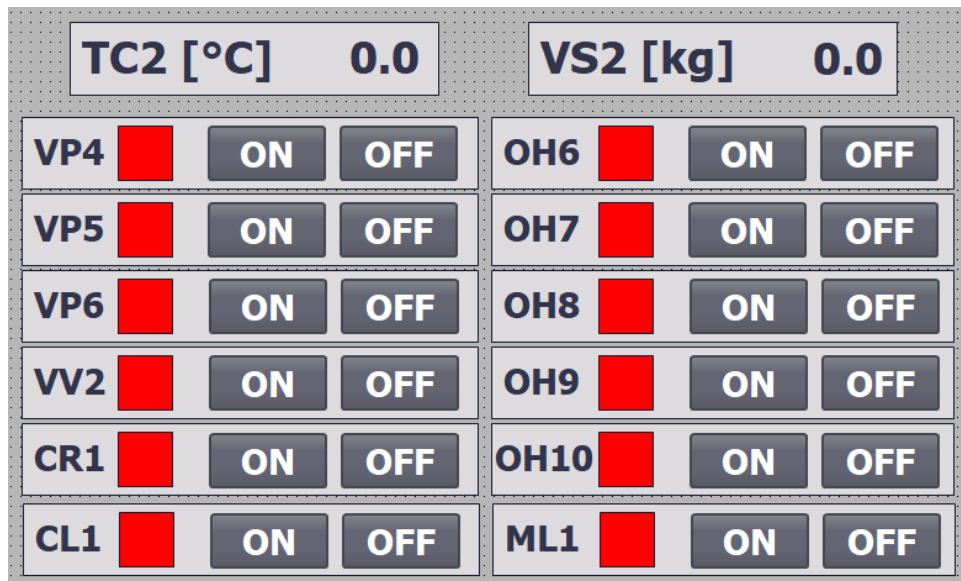 TC2 [°C] 0.0 VS2 [kg] 0.0
VP4 ON OFF OH6 ON OFF
VP5 ON OFF OH7 ON OFF
VP6 ON OFF OH8 ON OFF
VV2 ON OFF OH9 ON OFF
CR1 ON OFF OH10 ON OFF
CL1 ON OFF ML1 ON OFF